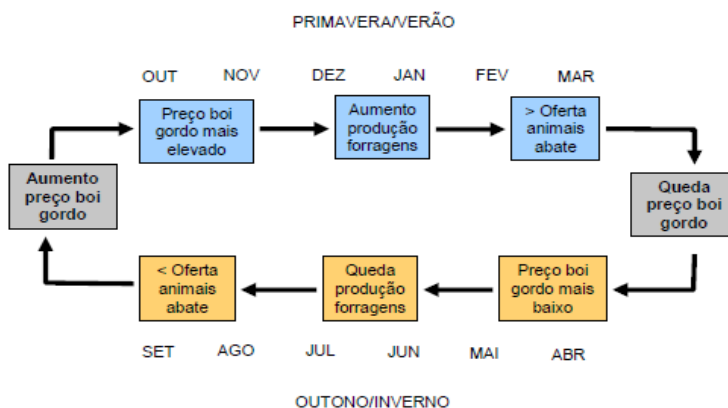 PRIMAVERA/VERÃO
OUT NOV DEZ JAN FEV MAR
Preço boi
gordo mais
elevado
Aumento
produção
forragens
> Oferta
animais
abate
Aumento
preço boi
gordo
Queda
preço boi
gordo
< Oferta
animais
abate
Queda
produção
forragens
Preço boi
gordo mais
baixo
SET AGO JUL JUN MAI ABR
OUTONO/INVERNO